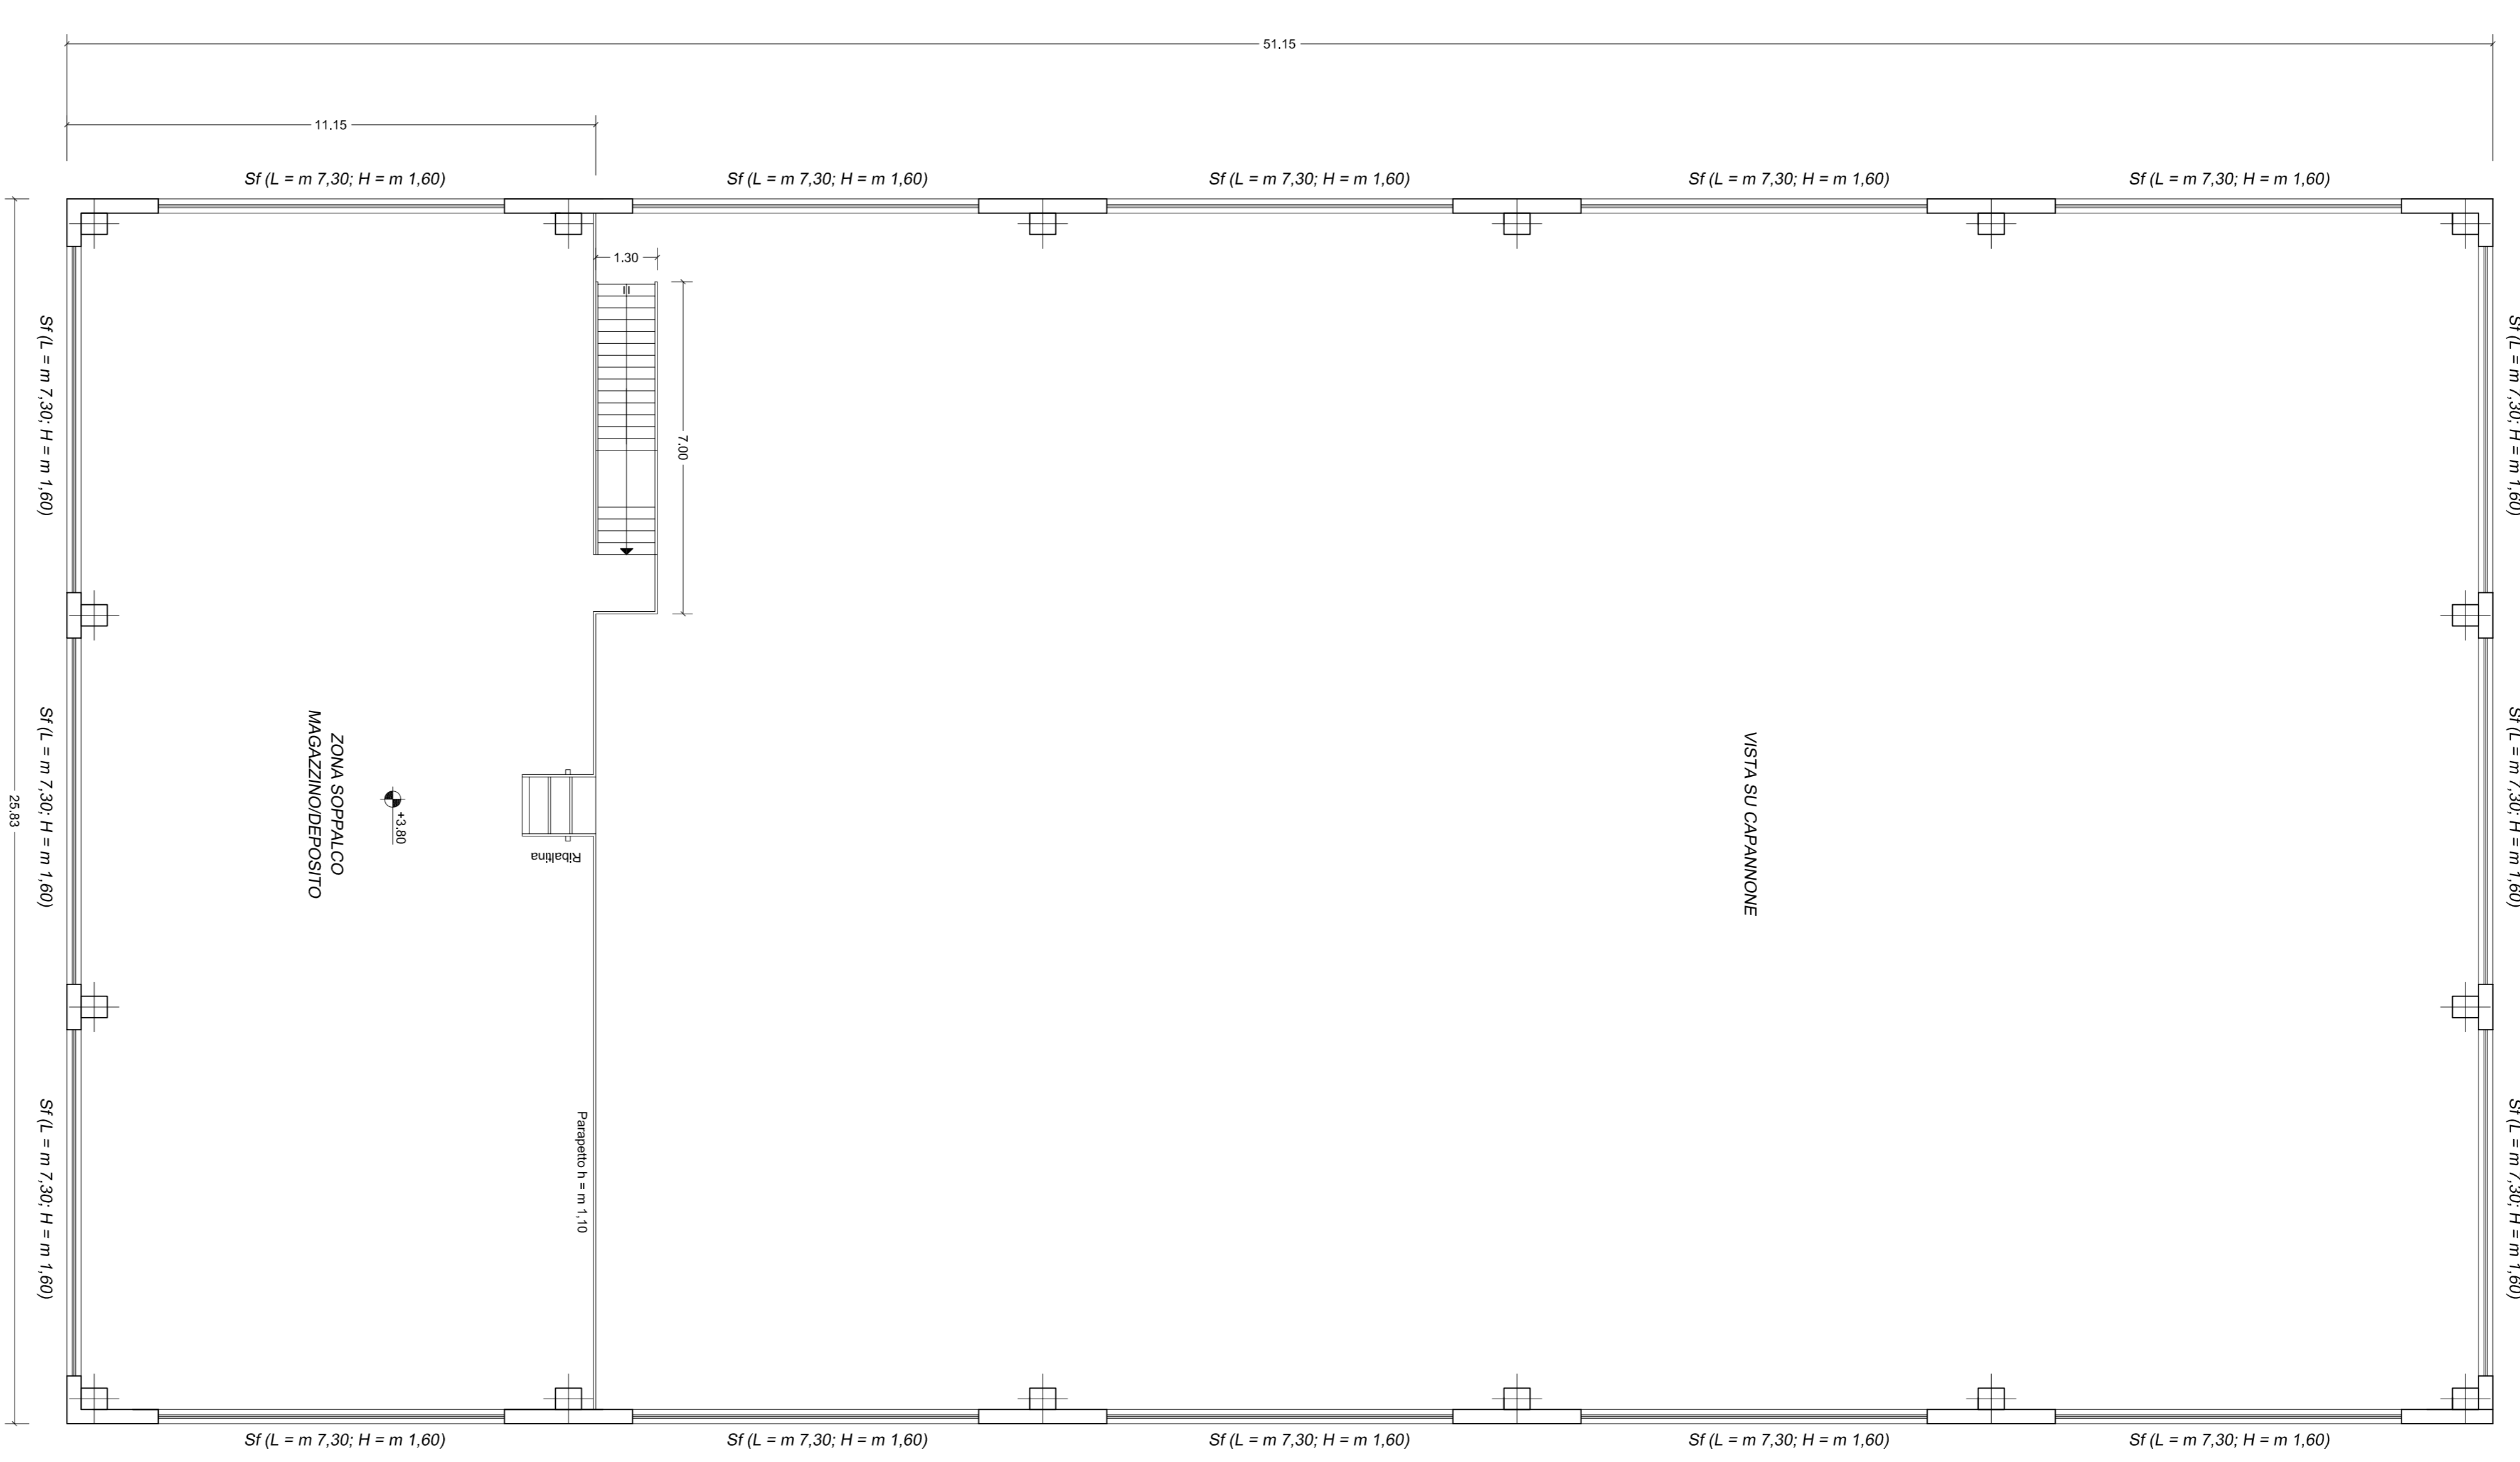 51.15
11.15
Sf (L = m 7,30; H = m 1,60)
Sf (L = m 7,30; H = m 1,60)
Sf (L = m 7,30; H = m 1,60)
Sf (L = m 7,30; H = m 1,60)
Sf (L = m 7,30; H = m 1,60)
1.30
7.00
Sf (L = m 7,30; H = m 1,60)
Sf (L = m 7,30; H = m 1,60)
Sf (L = m 7,30; H = m 1,60)
25.83
ZONA SOPPALCO
MAGAZZINO/DEPOSITO
+3.80
Ribaltina
Parapetto h = m 1,10
VISTA SU CAPANNONE
Sf (L = m 7,30; H = m 1,60)
Sf (L = m 7,30; H = m 1,60)
Sf (L = m 7,30; H = m 1,60)
Sf (L = m 7,30; H = m 1,60)
Sf (L = m 7,30; H = m 1,60)
Sf (L = m 7,30; H = m 1,60)
Sf (L = m 7,30; H = m 1,60)
Sf (L = m 7,30; H = m 1,60)